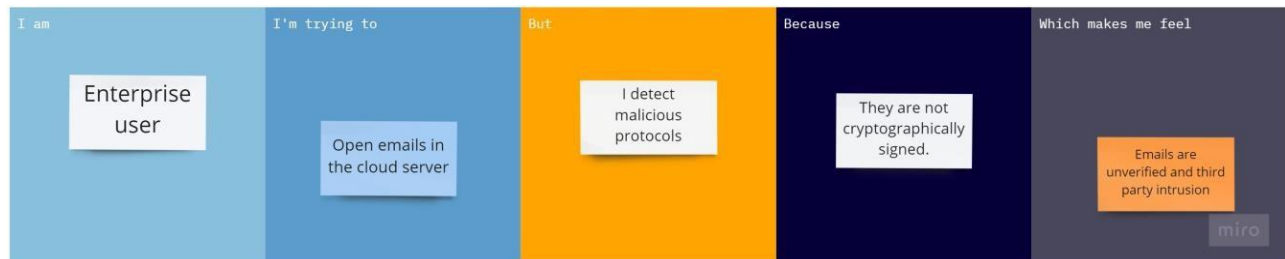 I am
I'm trying to
But
Because
Which makes me feel
Enterprise
user
Open emails in
the cloud server
I detect
malicious
protocols
They are not
cryptographically
signed.
Emails are
unverified and third
party intrusion
miro